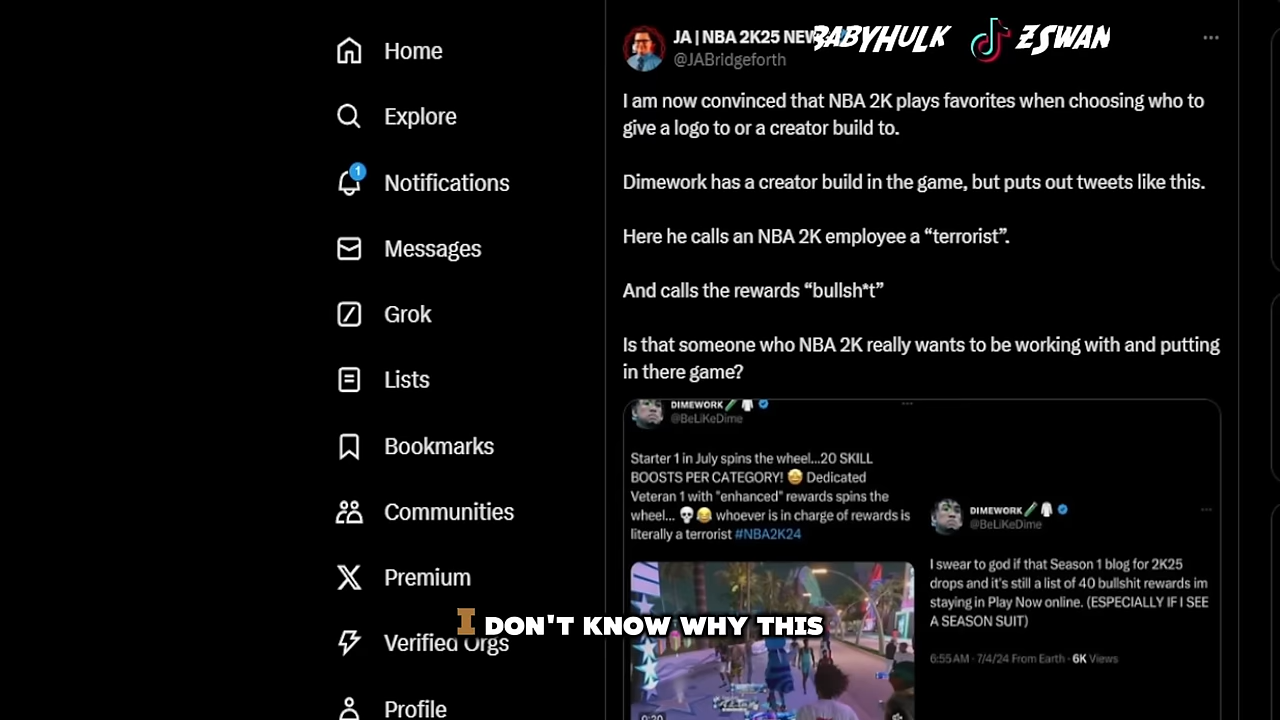 Home
Explore
1
Notifications
Messages
Grok
Lists
Bookmarks
Communities
Premium
Verified Orgs
Profile
JA | NBA 2K25 NEW
@JABridgeforth
BABYHULK
ZSWAN
I am now convinced that NBA 2K plays favorites when choosing who to
give a logo to or a creator build to.
Dimework has a creator build in the game, but puts out tweets like this.
Here he calls an NBA 2K employee a “terrorist”.
And calls the rewards “bullsh*t”
Is that someone who NBA 2K really wants to be working with and putting
in there game?
DIMEWORK
@BeLiKeDime
Starter 1 in July spins the wheel...20 SKILL
BOOSTS PER CATEGORY! 🤩 Dedicated
Veteran 1 with "enhanced" rewards spins the
wheel... 💀😂 whoever is in charge of rewards is
literally a terrorist #NBA2K24
0:20
DIMEWORK
@BeLiKeDime
I swear to god if that Season 1 blog for 2K25
drops and it's still a list of 40 bullshit rewards im
staying in Play Now online. (ESPECIALLY IF I SEE
A SEASON SUIT)
6:55 AM · 7/4/24 From Earth · 6K Views
I DON'T KNOW WHY THIS